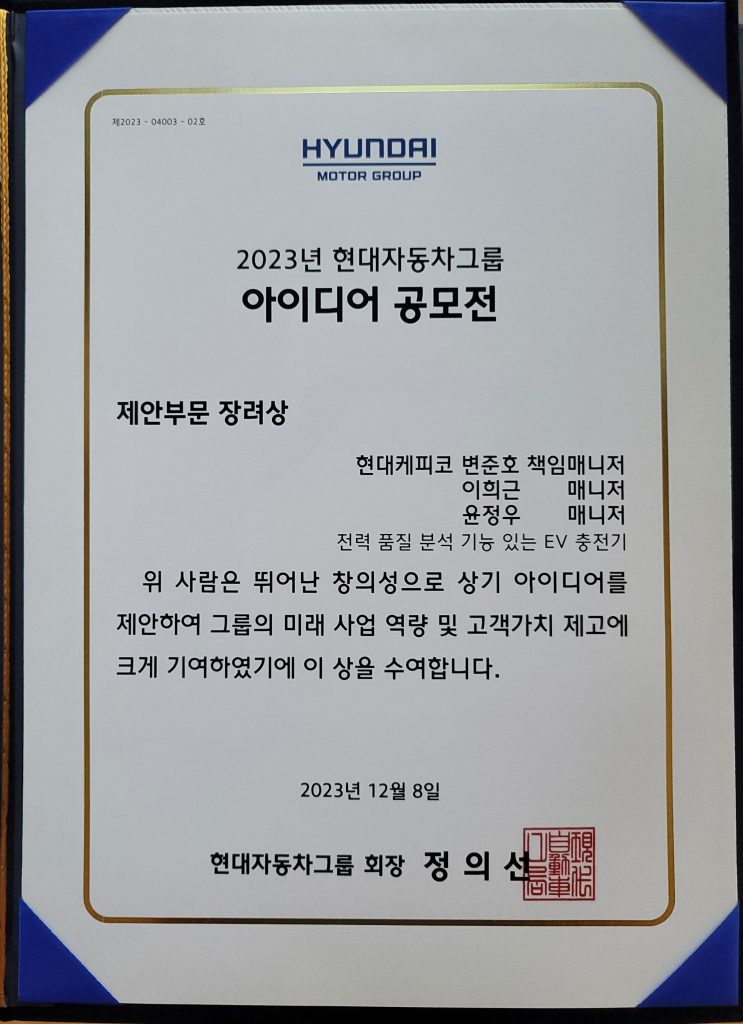 제2023 - 04003 - 02호
HYUNDAI
MOTOR GROUP
2023년 현대자동차그룹
아이디어 공모전
제안부문 장려상
현대케피코 변준호 책임매니저
이희근 매니저
윤정우 매니저
전력 품질 분석 기능 있는 EV 충전기
위 사람은 뛰어난 창의성으로 상기 아이디어를
제안하여 그룹의 미래 사업 역량 및 고객가치 제고에
크게 기여하였기에 이 상을 수여합니다.
2023년 12월 8일
현대자동차그룹 회장 정 의 선